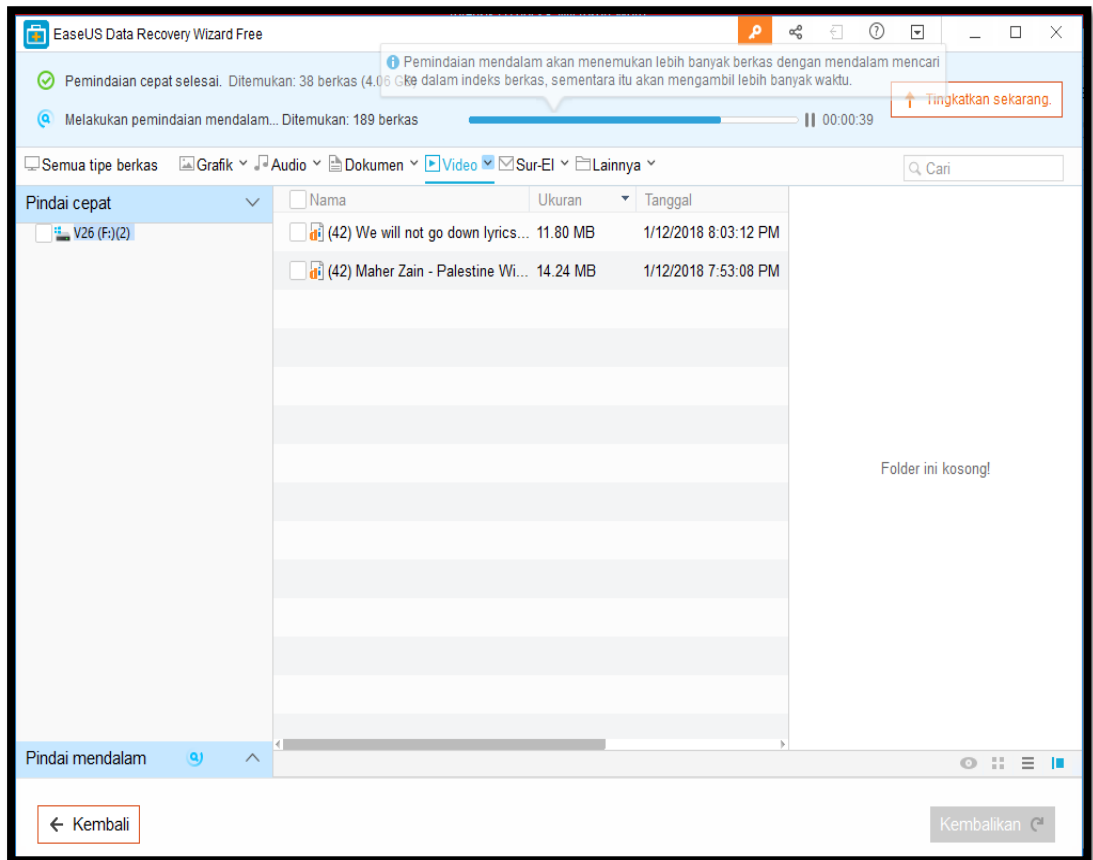 EaseUS Data Recovery Wizard Free
Pemindaian mendalam akan menemukan lebih banyak berkas dengan mendalam mencari
ke dalam indeks berkas, sementara itu akan mengambil lebih banyak waktu.
Pemindaian cepat selesai. Ditemukan: 38 berkas (4.06
Tingkatkan sekarang.
Melakukan pemindaian mendalam... Ditemukan: 189 berkas
00:00:39
Semua tipe berkas Grafik Audio Dokumen Video Sur-El Lainnya
Cari
Pindai cepat
Nama Ukuran Tanggal
V26 (F:)(2)
(42) We will not go down lyrics... 11.80 MB 1/12/2018 8:03:12 PM
(42) Maher Zain - Palestine Wi... 14.24 MB 1/12/2018 7:53:08 PM
Folder ini kosong!
Pindai mendalam
Kembali
Kembalikan